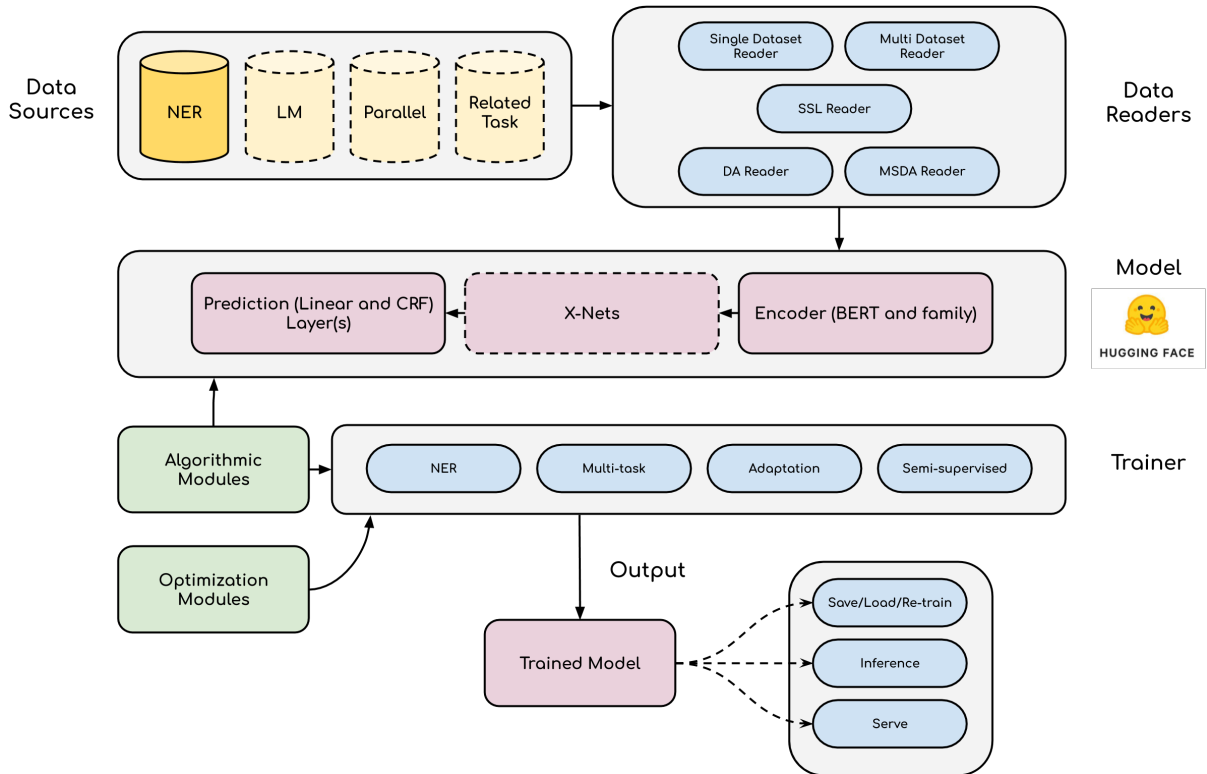 Data
Sources
NER
LM
Parallel
Related
Task
Single Dataset
Reader
Multi Dataset
Reader
SSL Reader
DA Reader
MSDA Reader
Data
Readers
Prediction (Linear and CRF)
Layer(s)
X-Nets
Encoder (BERT and family)
Model
HUGGING FACE
Algorithmic
Modules
NER
Multi-task
Adaptation
Semi-supervised
Trainer
Optimization
Modules
Output
Trained Model
Save/Load/Re-train
Inference
Serve